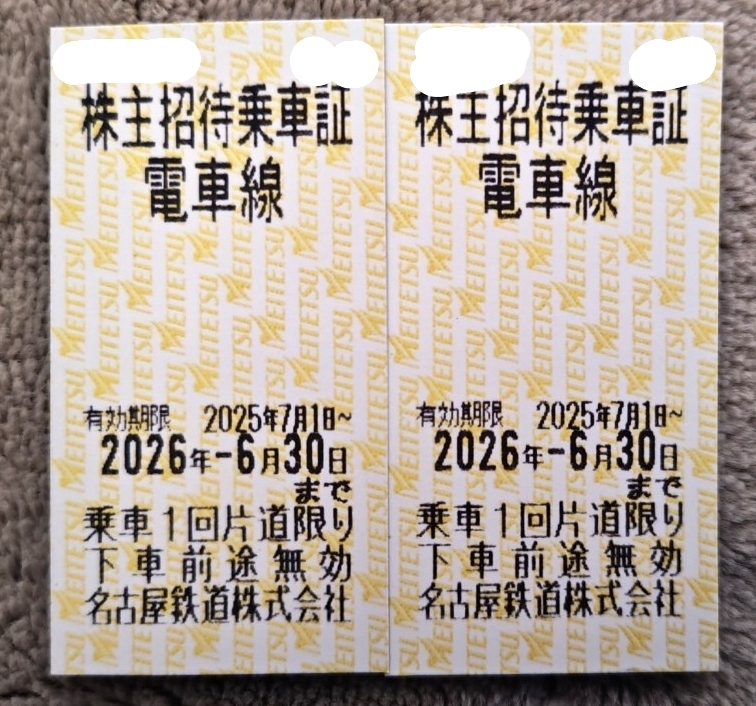 株主招待乗車証
電車線
有効期限 2025年7月1日~
2026年-6月30日
まで
乗車1回片道限り
下車前途無効
名古屋鉄道株式会社
株主招待乗車証
電車線
有効期限 2025年7月1日~
2026年-6月30日
まで
乗車1回片道限り
下車前途無効
名古屋鉄道株式会社
MEITETSU